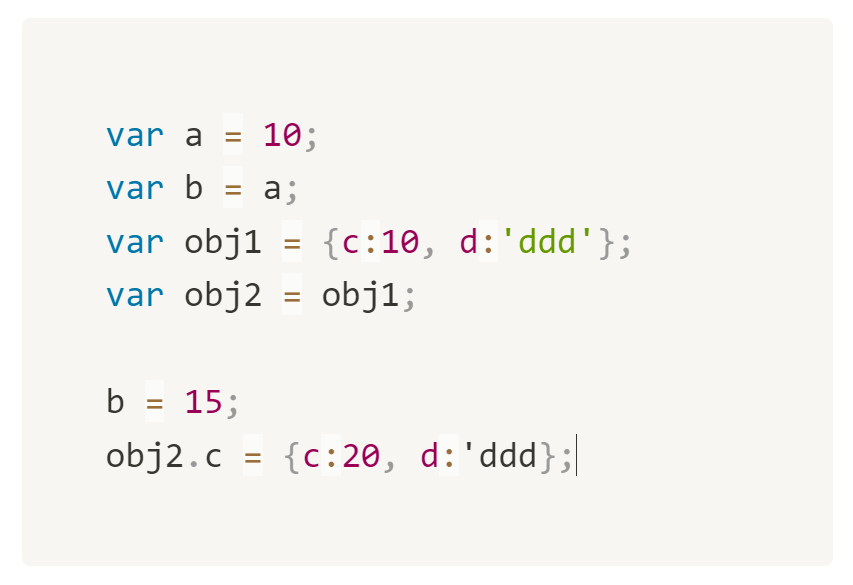 var a = 10;
var b = a;
var obj1 = {c:10, d:'ddd'};
var obj2 = obj1;
b = 15;
obj2.c = {c:20, d:'ddd};